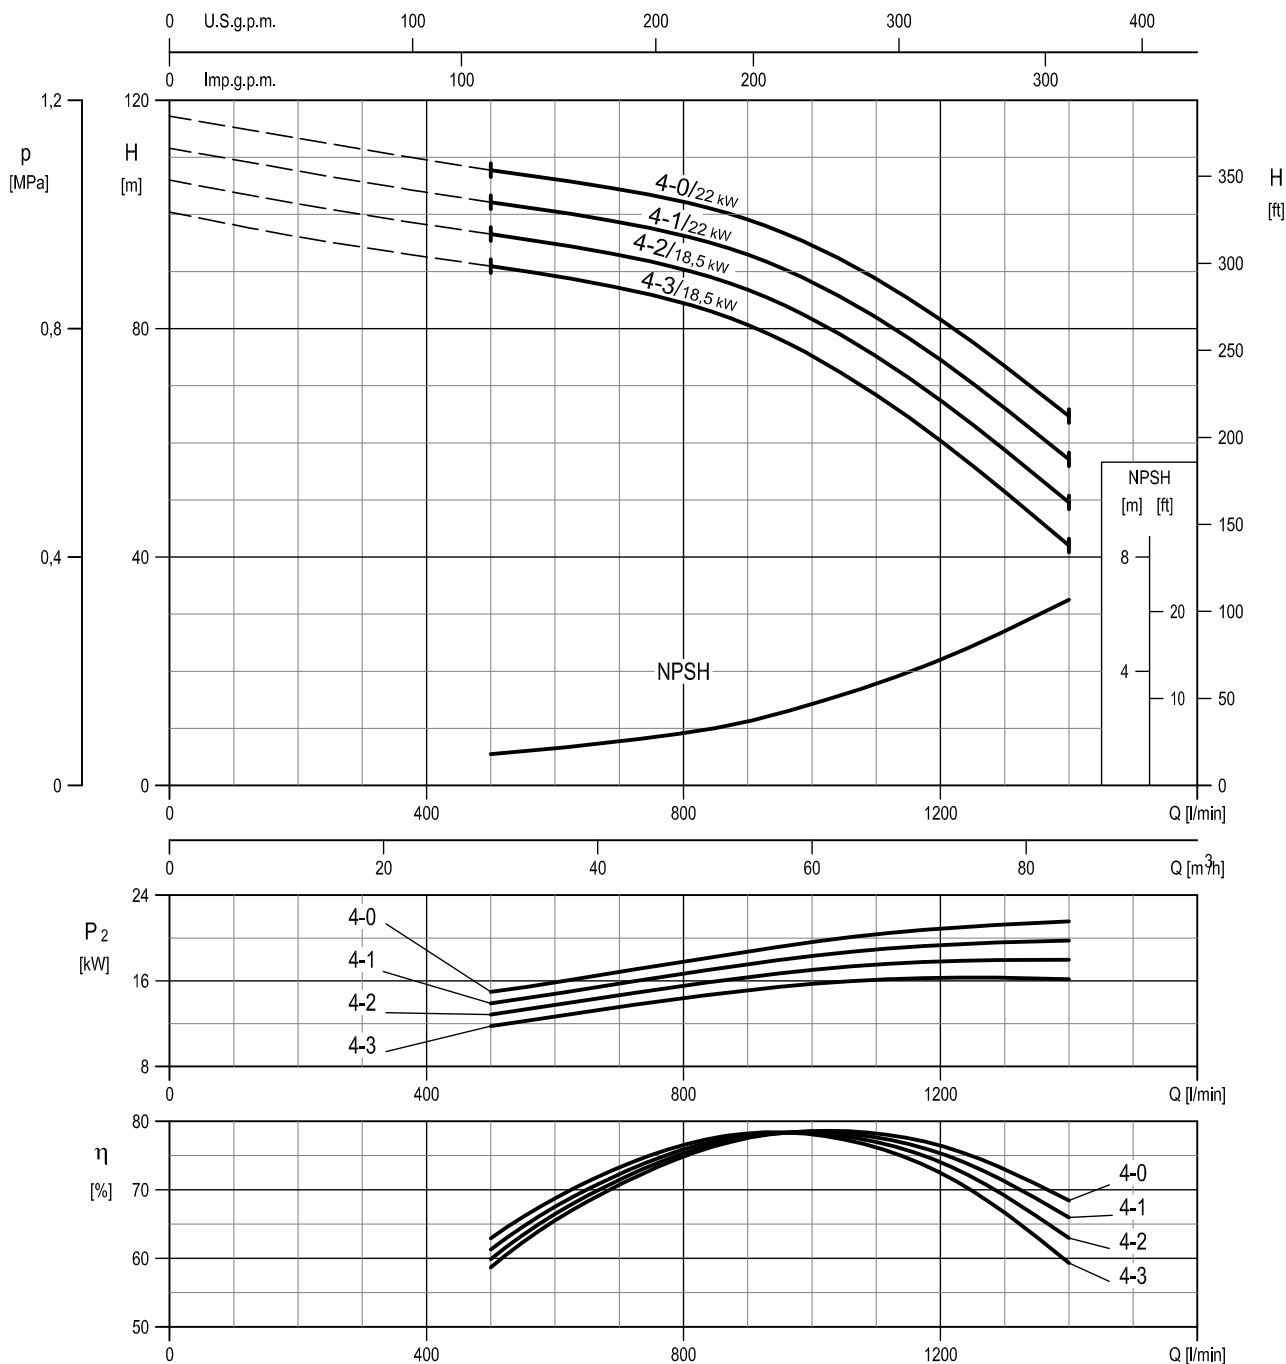 0 U.S.g.p.m. 100 200 300 400
0 Imp.g.p.m. 100 200 300
1,2 120
p H
[MPa] [m]
350 H
[ft]
4-0/22 kW
4-1/22 kW
4-2/18,5 kW
4-3/18,5 kW
300
0,8 80
250
200
NPSH
[m] [ft]
150
0,4 40 8
20 100
NPSH 4
10 50
0 0 0
0 400 800 1200 Q [l/min]
0 20 40 60 80 Q [m³/h]
24
P2
[kW]
4-0
4-1
16
4-2
4-3
8
0 400 800 1200 Q [l/min]
80
η
[%]
70
4-0
4-1
4-2
60
4-3
50
0 400 800 1200 Q [l/min]